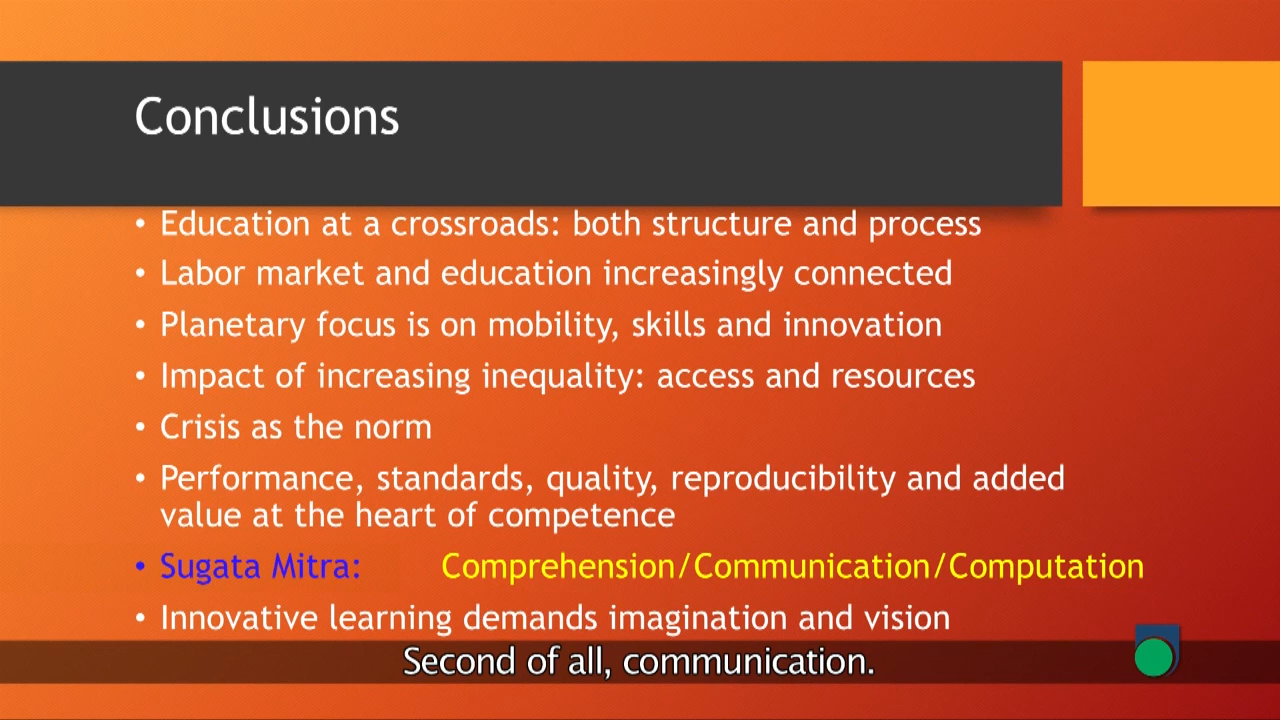 Conclusions
• Education at a crossroads: both structure and process
• Labor market and education increasingly connected
• Planetary focus is on mobility, skills and innovation
• Impact of increasing inequality: access and resources
• Crisis as the norm
• Performance, standards, quality, reproducibility and added
value at the heart of competence
• Sugata Mitra: Comprehension/Communication/Computation
• Innovative learning demands imagination and vision
Second of all, communication.